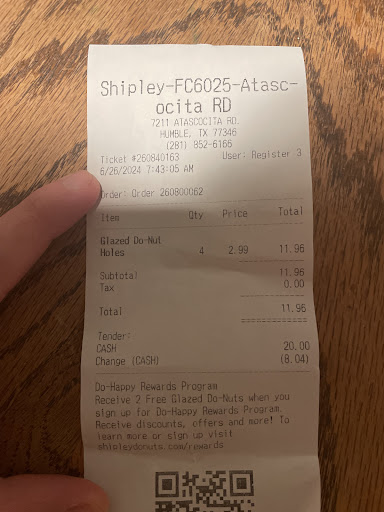 Shipley-FC6025-Atasc-
ocita RD
7211 ATASCOCITA RD.
HUMBLE, TX 77346
(281) 852-6166
Ticket #260840163 User: Register 3
6/26/2024 7:43:05 AM
Order: Order 260800062
Item Qty Price Total
Glazed Do-Nut
Holes 4 2.99 11.96
Subtotal 11.96
Tax 0.00
Total 11.96
Tender:
CASH 20.00
Change (CASH) (8.04)
Do-Happy Rewards Program
Receive 2 Free Glazed Do-Nuts when you
sign up for Do-Happy Rewards Program.
Receive discounts, offers and more! To
learn more or sign up visit
shipleydonuts.com/rewards